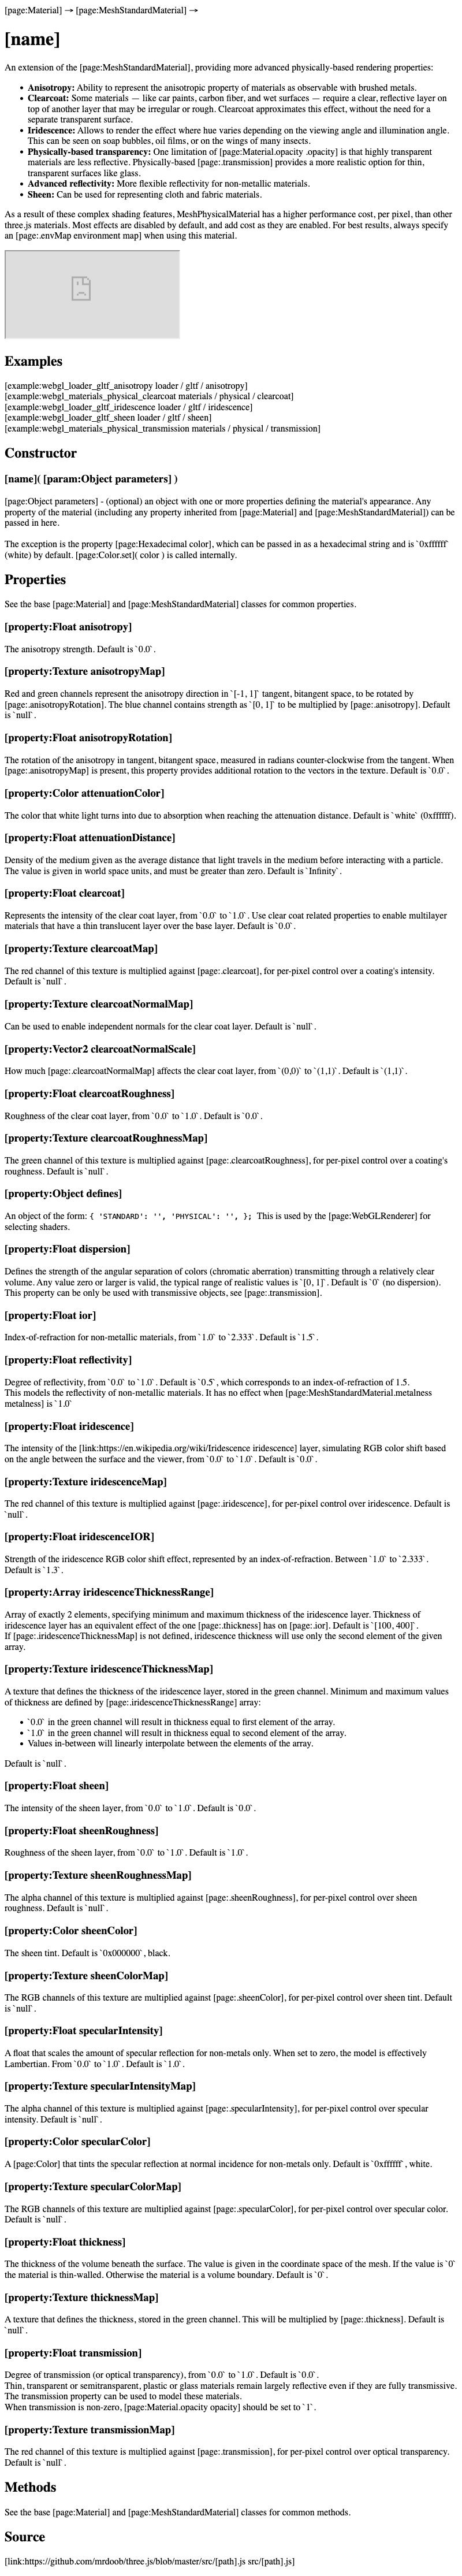 [page:Material] → [page:MeshStandardMaterial] →
[name]
An extension of the [page:MeshStandardMaterial], providing more advanced physically-based rendering properties:
• Anisotropy: Ability to represent the anisotropic property of materials as observable with brushed metals.
• Clearcoat: Some materials — like car paints, carbon fiber, and wet surfaces — require a clear, reflective layer on
top of another layer that may be irregular or rough. Clearcoat approximates this effect, without the need for a
separate transparent surface.
• Iridescence: Allows to render the effect where hue varies depending on the viewing angle and illumination angle.
This can be seen on soap bubbles, oil films, or on the wings of many insects.
• Physically-based transparency: One limitation of [page:Material.opacity .opacity] is that highly transparent
materials are less reflective. Physically-based [page:.transmission] provides a more realistic option for thin,
transparent surfaces like glass.
• Advanced reflectivity: More flexible reflectivity for non-metallic materials.
• Sheen: Can be used for representing cloth and fabric materials.
As a result of these complex shading features, MeshPhysicalMaterial has a higher performance cost, per pixel, than other
three.js materials. Most effects are disabled by default, and add cost as they are enabled. For best results, always specify
an [page:.envMap environment map] when using this material.
Examples
[example:webgl_loader_gltf_anisotropy loader / gltf / anisotropy]
[example:webgl_materials_physical_clearcoat materials / physical / clearcoat]
[example:webgl_loader_gltf_iridescence loader / gltf / iridescence]
[example:webgl_loader_gltf_sheen loader / gltf / sheen]
[example:webgl_materials_physical_transmission materials / physical / transmission]
Constructor
[name]( [param:Object parameters] )
[page:Object parameters] - (optional) an object with one or more properties defining the material's appearance. Any
property of the material (including any property inherited from [page:Material] and [page:MeshStandardMaterial]) can be
passed in here.
The exception is the property [page:Hexadecimal color], which can be passed in as a hexadecimal string and is `0xffffff`
(white) by default. [page:Color.set]( color ) is called internally.
Properties
See the base [page:Material] and [page:MeshStandardMaterial] classes for common properties.
[property:Float anisotropy]
The anisotropy strength. Default is `0.0`.
[property:Texture anisotropyMap]
Red and green channels represent the anisotropy direction in `[-1, 1]` tangent, bitangent space, to be rotated by
[page:.anisotropyRotation]. The blue channel contains strength as `[0, 1]` to be multiplied by [page:.anisotropy]. Default
is `null`.
[property:Float anisotropyRotation]
The rotation of the anisotropy in tangent, bitangent space, measured in radians counter-clockwise from the tangent. When
[page:.anisotropyMap] is present, this property provides additional rotation to the vectors in the texture. Default is `0.0`.
[property:Color attenuationColor]
The color that white light turns into due to absorption when reaching the attenuation distance. Default is `white` (0xffffff).
[property:Float attenuationDistance]
Density of the medium given as the average distance that light travels in the medium before interacting with a particle.
The value is given in world space units, and must be greater than zero. Default is `Infinity`.
[property:Float clearcoat]
Represents the intensity of the clear coat layer, from `0.0` to `1.0`. Use clear coat related properties to enable multilayer
materials that have a thin translucent layer over the base layer. Default is `0.0`.
[property:Texture clearcoatMap]
The red channel of this texture is multiplied against [page:.clearcoat], for per-pixel control over a coating's intensity.
Default is `null`.
[property:Texture clearcoatNormalMap]
Can be used to enable independent normals for the clear coat layer. Default is `null`.
[property:Vector2 clearcoatNormalScale]
How much [page:.clearcoatNormalMap] affects the clear coat layer, from `(0,0)` to `(1,1)`. Default is `(1,1)`.
[property:Float clearcoatRoughness]
Roughness of the clear coat layer, from `0.0` to `1.0`. Default is `0.0`.
[property:Texture clearcoatRoughnessMap]
The green channel of this texture is multiplied against [page:.clearcoatRoughness], for per-pixel control over a coating's
roughness. Default is `null`.
[property:Object defines]
An object of the form: { 'STANDARD': '', 'PHYSICAL': '', }; This is used by the [page:WebGLRenderer] for
selecting shaders.
[property:Float dispersion]
Defines the strength of the angular separation of colors (chromatic aberration) transmitting through a relatively clear
volume. Any value zero or larger is valid, the typical range of realistic values is `[0, 1]`. Default is `0` (no dispersion).
This property can be only be used with transmissive objects, see [page:.transmission].
[property:Float ior]
Index-of-refraction for non-metallic materials, from `1.0` to `2.333`. Default is `1.5`.
[property:Float reflectivity]
Degree of reflectivity, from `0.0` to `1.0`. Default is `0.5`, which corresponds to an index-of-refraction of 1.5.
This models the reflectivity of non-metallic materials. It has no effect when [page:MeshStandardMaterial.metalness
metalness] is `1.0`
[property:Float iridescence]
The intensity of the [link:https://en.wikipedia.org/wiki/Iridescence iridescence] layer, simulating RGB color shift based
on the angle between the surface and the viewer, from `0.0` to `1.0`. Default is `0.0`.
[property:Texture iridescenceMap]
The red channel of this texture is multiplied against [page:.iridescence], for per-pixel control over iridescence. Default is
`null`.
[property:Float iridescenceIOR]
Strength of the iridescence RGB color shift effect, represented by an index-of-refraction. Between `1.0` to `2.333`.
Default is `1.3`.
[property:Array iridescenceThicknessRange]
Array of exactly 2 elements, specifying minimum and maximum thickness of the iridescence layer. Thickness of
iridescence layer has an equivalent effect of the one [page:.thickness] has on [page:.ior]. Default is `[100, 400]`.
If [page:.iridescenceThicknessMap] is not defined, iridescence thickness will use only the second element of the given
array.
[property:Texture iridescenceThicknessMap]
A texture that defines the thickness of the iridescence layer, stored in the green channel. Minimum and maximum values
of thickness are defined by [page:.iridescenceThicknessRange] array:
• `0.0` in the green channel will result in thickness equal to first element of the array.
• `1.0` in the green channel will result in thickness equal to second element of the array.
• Values in-between will linearly interpolate between the elements of the array.
Default is `null`.
[property:Float sheen]
The intensity of the sheen layer, from `0.0` to `1.0`. Default is `0.0`.
[property:Float sheenRoughness]
Roughness of the sheen layer, from `0.0` to `1.0`. Default is `1.0`.
[property:Texture sheenRoughnessMap]
The alpha channel of this texture is multiplied against [page:.sheenRoughness], for per-pixel control over sheen
roughness. Default is `null`.
[property:Color sheenColor]
The sheen tint. Default is `0x000000`, black.
[property:Texture sheenColorMap]
The RGB channels of this texture are multiplied against [page:.sheenColor], for per-pixel control over sheen tint. Default
is `null`.
[property:Float specularIntensity]
A float that scales the amount of specular reflection for non-metals only. When set to zero, the model is effectively
Lambertian. From `0.0` to `1.0`. Default is `1.0`.
[property:Texture specularIntensityMap]
The alpha channel of this texture is multiplied against [page:.specularIntensity], for per-pixel control over specular
intensity. Default is `null`.
[property:Color specularColor]
A [page:Color] that tints the specular reflection at normal incidence for non-metals only. Default is `0xffffff`, white.
[property:Texture specularColorMap]
The RGB channels of this texture are multiplied against [page:.specularColor], for per-pixel control over specular color.
Default is `null`.
[property:Float thickness]
The thickness of the volume beneath the surface. The value is given in the coordinate space of the mesh. If the value is `0`
the material is thin-walled. Otherwise the material is a volume boundary. Default is `0`.
[property:Texture thicknessMap]
A texture that defines the thickness, stored in the green channel. This will be multiplied by [page:.thickness]. Default is
`null`.
[property:Float transmission]
Degree of transmission (or optical transparency), from `0.0` to `1.0`. Default is `0.0`.
Thin, transparent or semitransparent, plastic or glass materials remain largely reflective even if they are fully transmissive.
The transmission property can be used to model these materials.
When transmission is non-zero, [page:Material.opacity opacity] should be set to `1`.
[property:Texture transmissionMap]
The red channel of this texture is multiplied against [page:.transmission], for per-pixel control over optical transparency.
Default is `null`.
Methods
See the base [page:Material] and [page:MeshStandardMaterial] classes for common methods.
Source
[link:https://github.com/mrdoob/three.js/blob/master/src/[path].js src/[path].js]